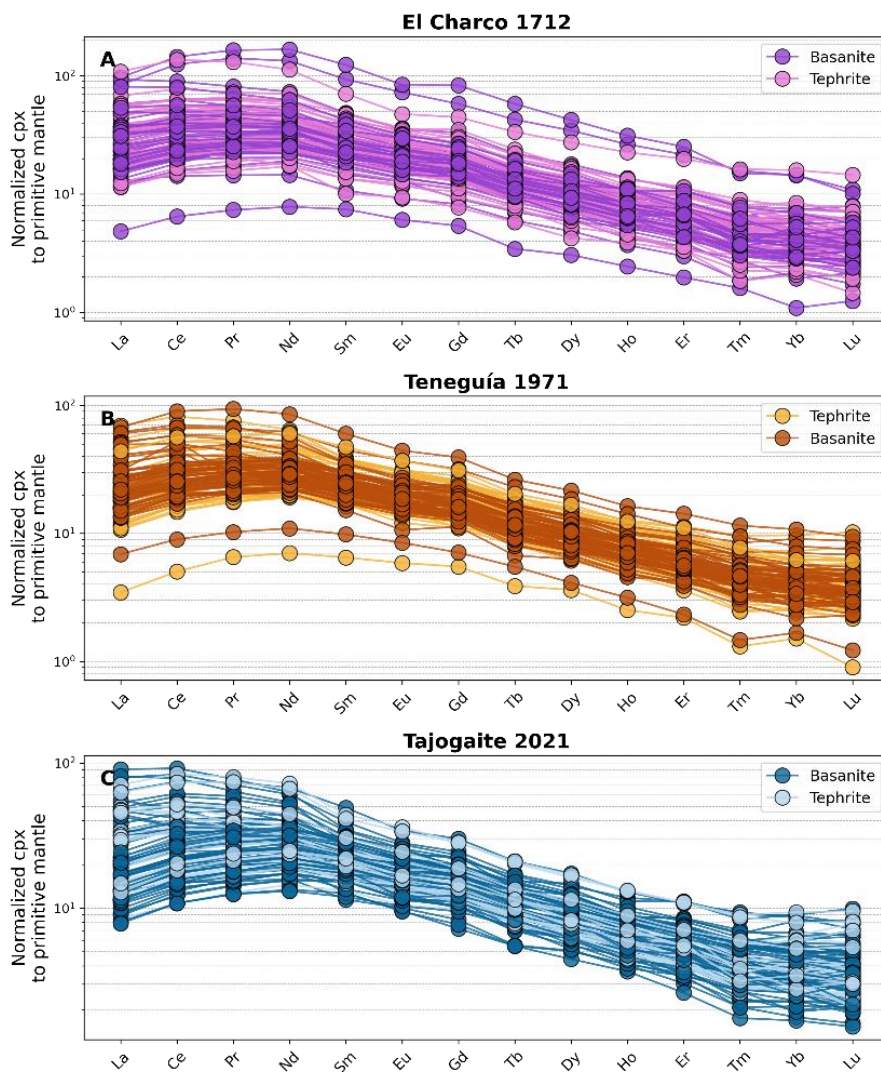 El Charco 1712
A
Basanite
Tephrite
Normalized cpx
to primitive mantle
10²
10¹
10⁰
La Ce Pr Nd Sm Eu Gd Tb Dy Ho Er Tm Yb Lu
Teneguía 1971
B
Tephrite
Basanite
Normalized cpx
to primitive mantle
10²
10¹
10⁰
La Ce Pr Nd Sm Eu Gd Tb Dy Ho Er Tm Yb Lu
Tajogaite 2021
C
Basanite
Tephrite
Normalized cpx
to primitive mantle
10²
10¹
La Ce Pr Nd Sm Eu Gd Tb Dy Ho Er Tm Yb Lu